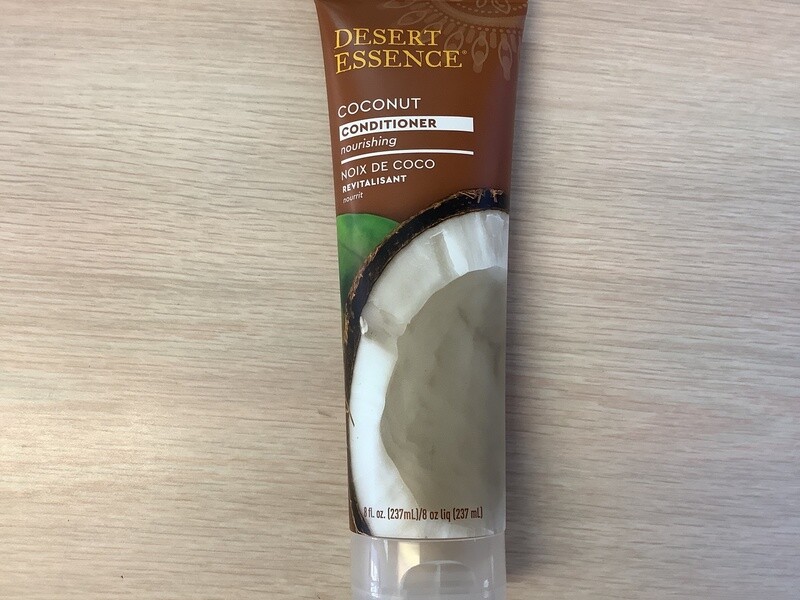 DESERT
ESSENCE®
COCONUT
CONDITIONER
nourishing
NOIX DE COCO
REVITALISANT
nourrit
8 fl. oz. (237mL)/8 oz liq (237 mL)